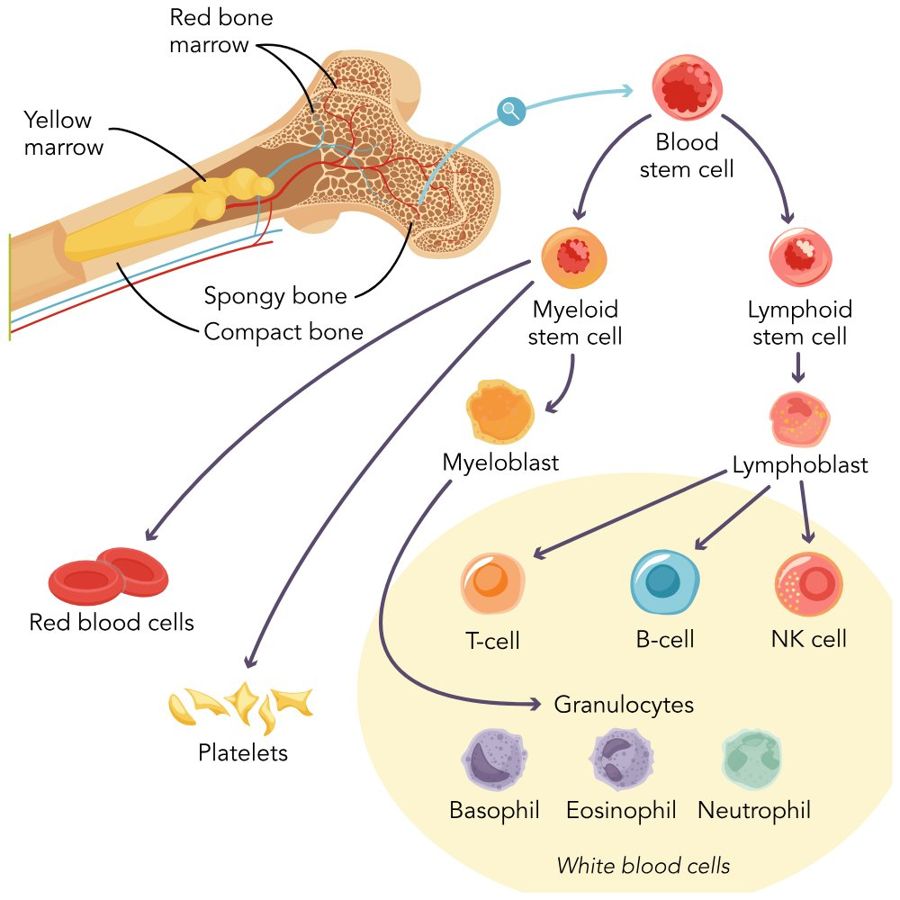 Red bone
marrow
Yellow
marrow
Spongy bone
Compact bone
Blood
stem cell
Myeloid
stem cell
Lymphoid
stem cell
Myeloblast
Lymphoblast
Red blood cells
Platelets
T-cell
B-cell
NK cell
Granulocytes
Basophil
Eosinophil
Neutrophil
White blood cells